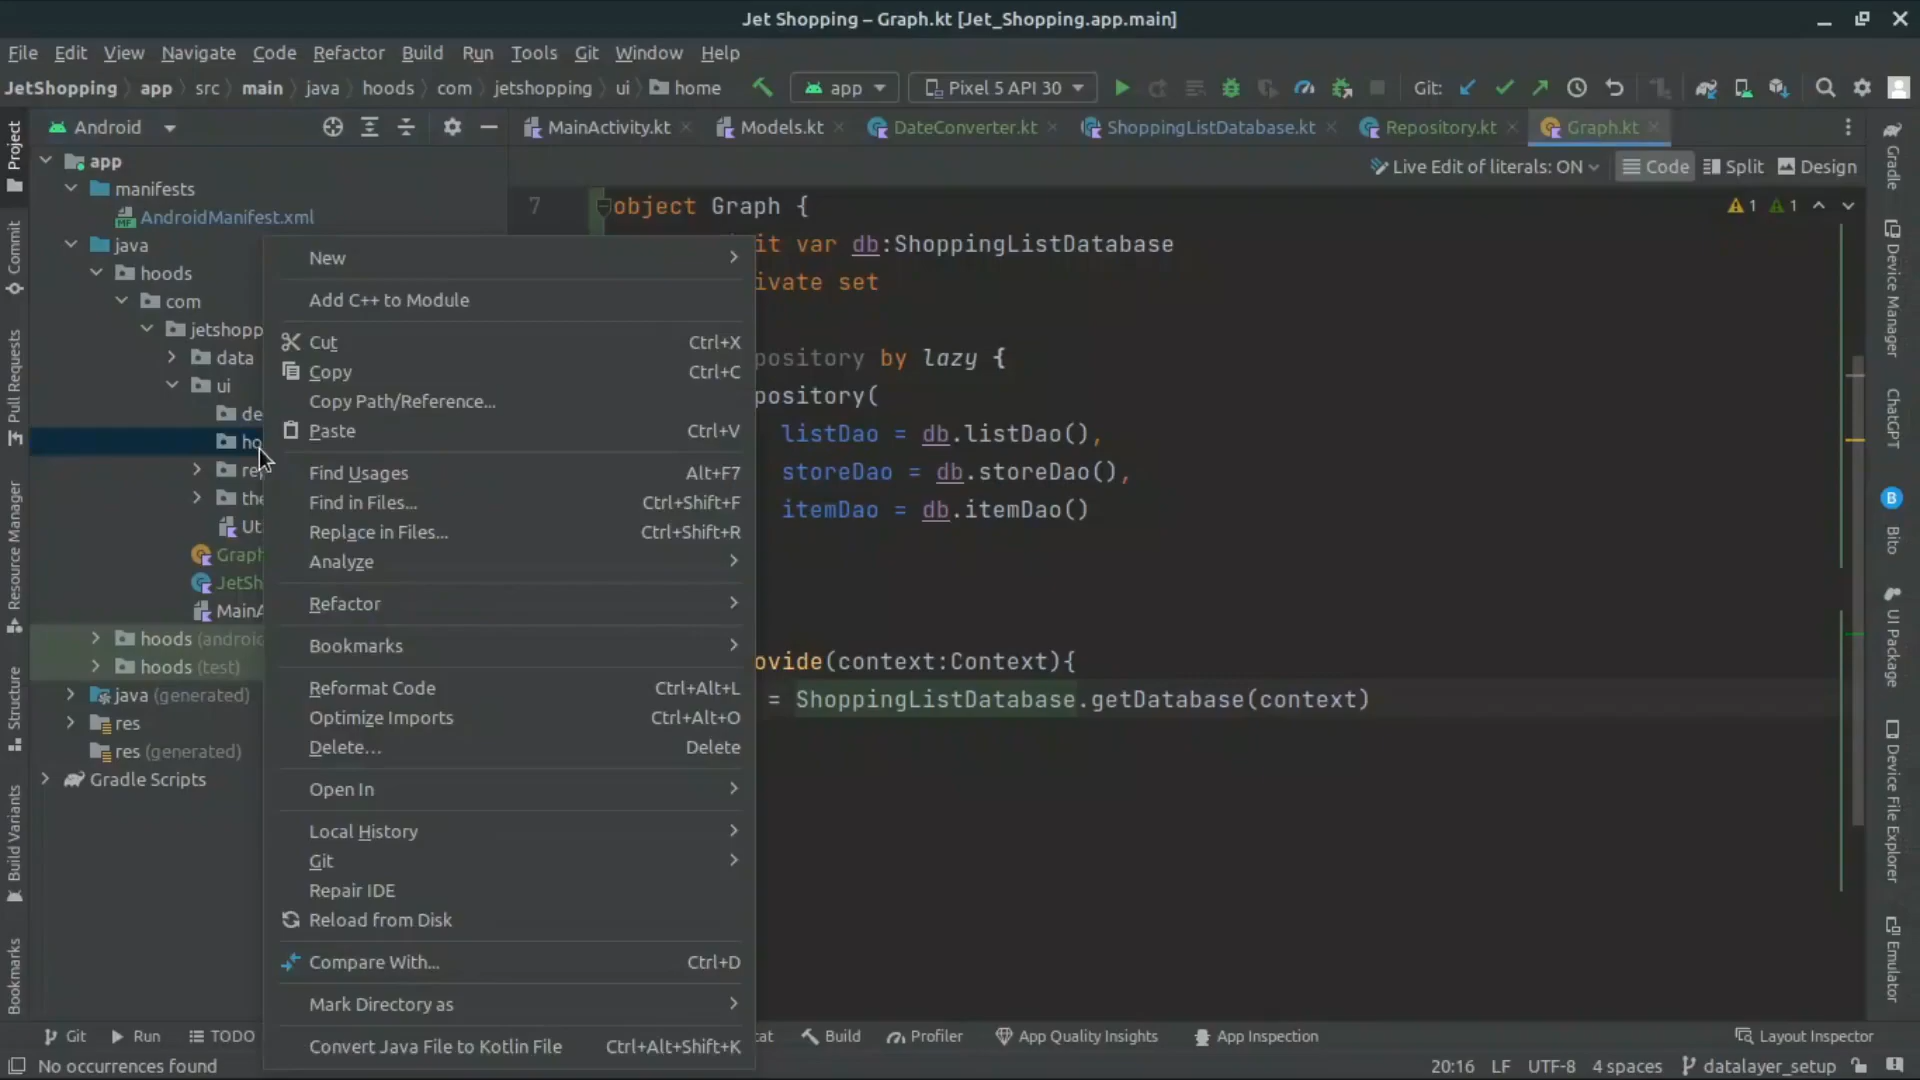 Jet Shopping – Graph.kt [Jet_Shopping.app.main]
File Edit View Navigate Code Refactor Build Run Tools Git Window Help
JetShopping app src main java hoods com jetshopping ui home app Pixel 5 API 30 Git:
Android MainActivity.kt Models.kt DateConverter.kt ShoppingListDatabase.kt Repository.kt Graph.kt
Live Edit of literals: ON Code Split Design
Project
Commit
Pull Requests
Resource Manager
Structure
Build Variants
Bookmarks
app
manifests
AndroidManifest.xml
java
hoods
com
jetshopp
data
ui
de
ho
re
the
Ut
Graph
JetSh
MainA
hoods (androi
hoods (test)
java (generated)
res
res (generated)
Gradle Scripts
New
Add C++ to Module
Cut Ctrl+X
Copy Ctrl+C
Copy Path/Reference...
Paste Ctrl+V
Find Usages Alt+F7
Find in Files... Ctrl+Shift+F
Replace in Files... Ctrl+Shift+R
Analyze
Refactor
Bookmarks
Reformat Code Ctrl+Alt+L
Optimize Imports Ctrl+Alt+O
Delete... Delete
Open In
Local History
Git
Repair IDE
Reload from Disk
Compare With... Ctrl+D
Mark Directory as
Convert Java File to Kotlin File Ctrl+Alt+Shift+K
7 object Graph {
it var db:ShoppingListDatabase
ivate set
pository by lazy {
pository(
listDao = db.listDao(),
storeDao = db.storeDao(),
itemDao = db.itemDao()
ovide(context:Context){
= ShoppingListDatabase.getDatabase(context)
1 1
Gradle
Device Manager
ChatGPT
B
Bito
UI Package
Device File Explorer
Emulator
Git Run TODO cat Build Profiler App Quality Insights App Inspection Layout Inspector
No occurrences found 20:16 LF UTF-8 4 spaces datalayer_setup